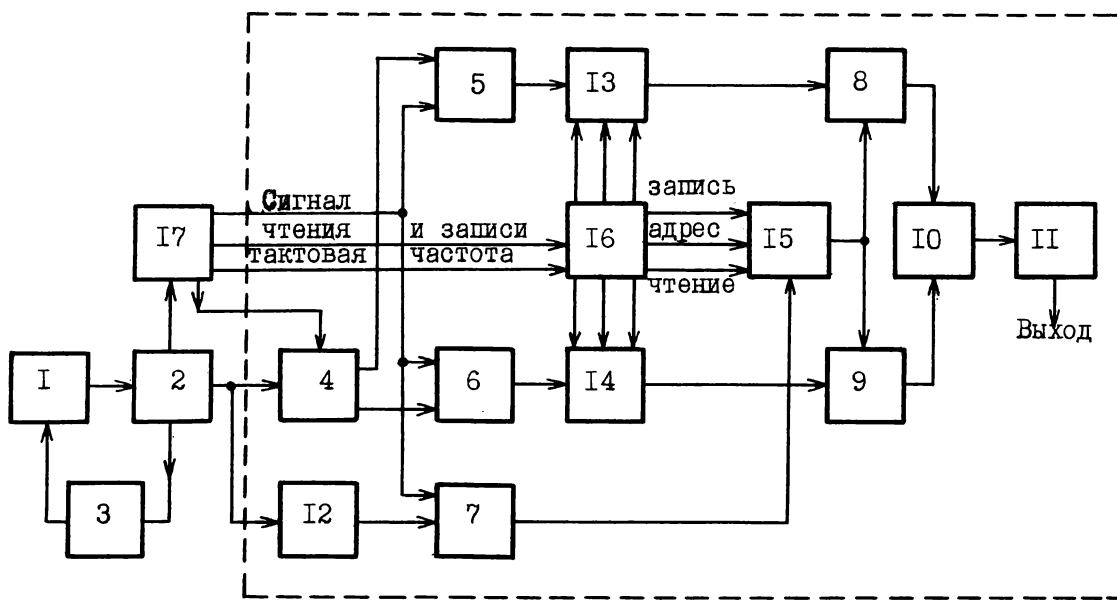 5
I3
8
Сигнал
запись
I7
чтения
и записи
I6
адрес
I5
I0
II
тактовая
частота
чтение
Выход
I
2
4
6
I4
9
3
I2
7